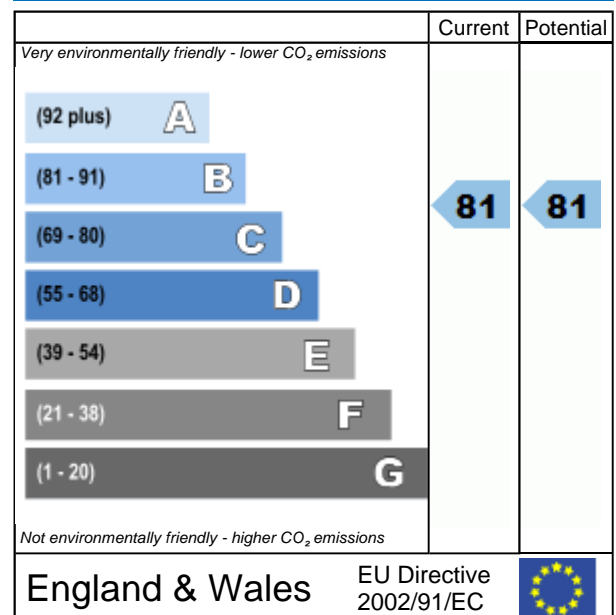 Current Potential
Very environmentally friendly - lower CO₂ emissions
(92 plus) A
(81 - 91) B
81 81
(69 - 80) C
(55 - 68) D
(39 - 54) E
(21 - 38) F
(1 - 20) G
Not environmentally friendly - higher CO₂ emissions
England & Wales
EU Directive
2002/91/EC